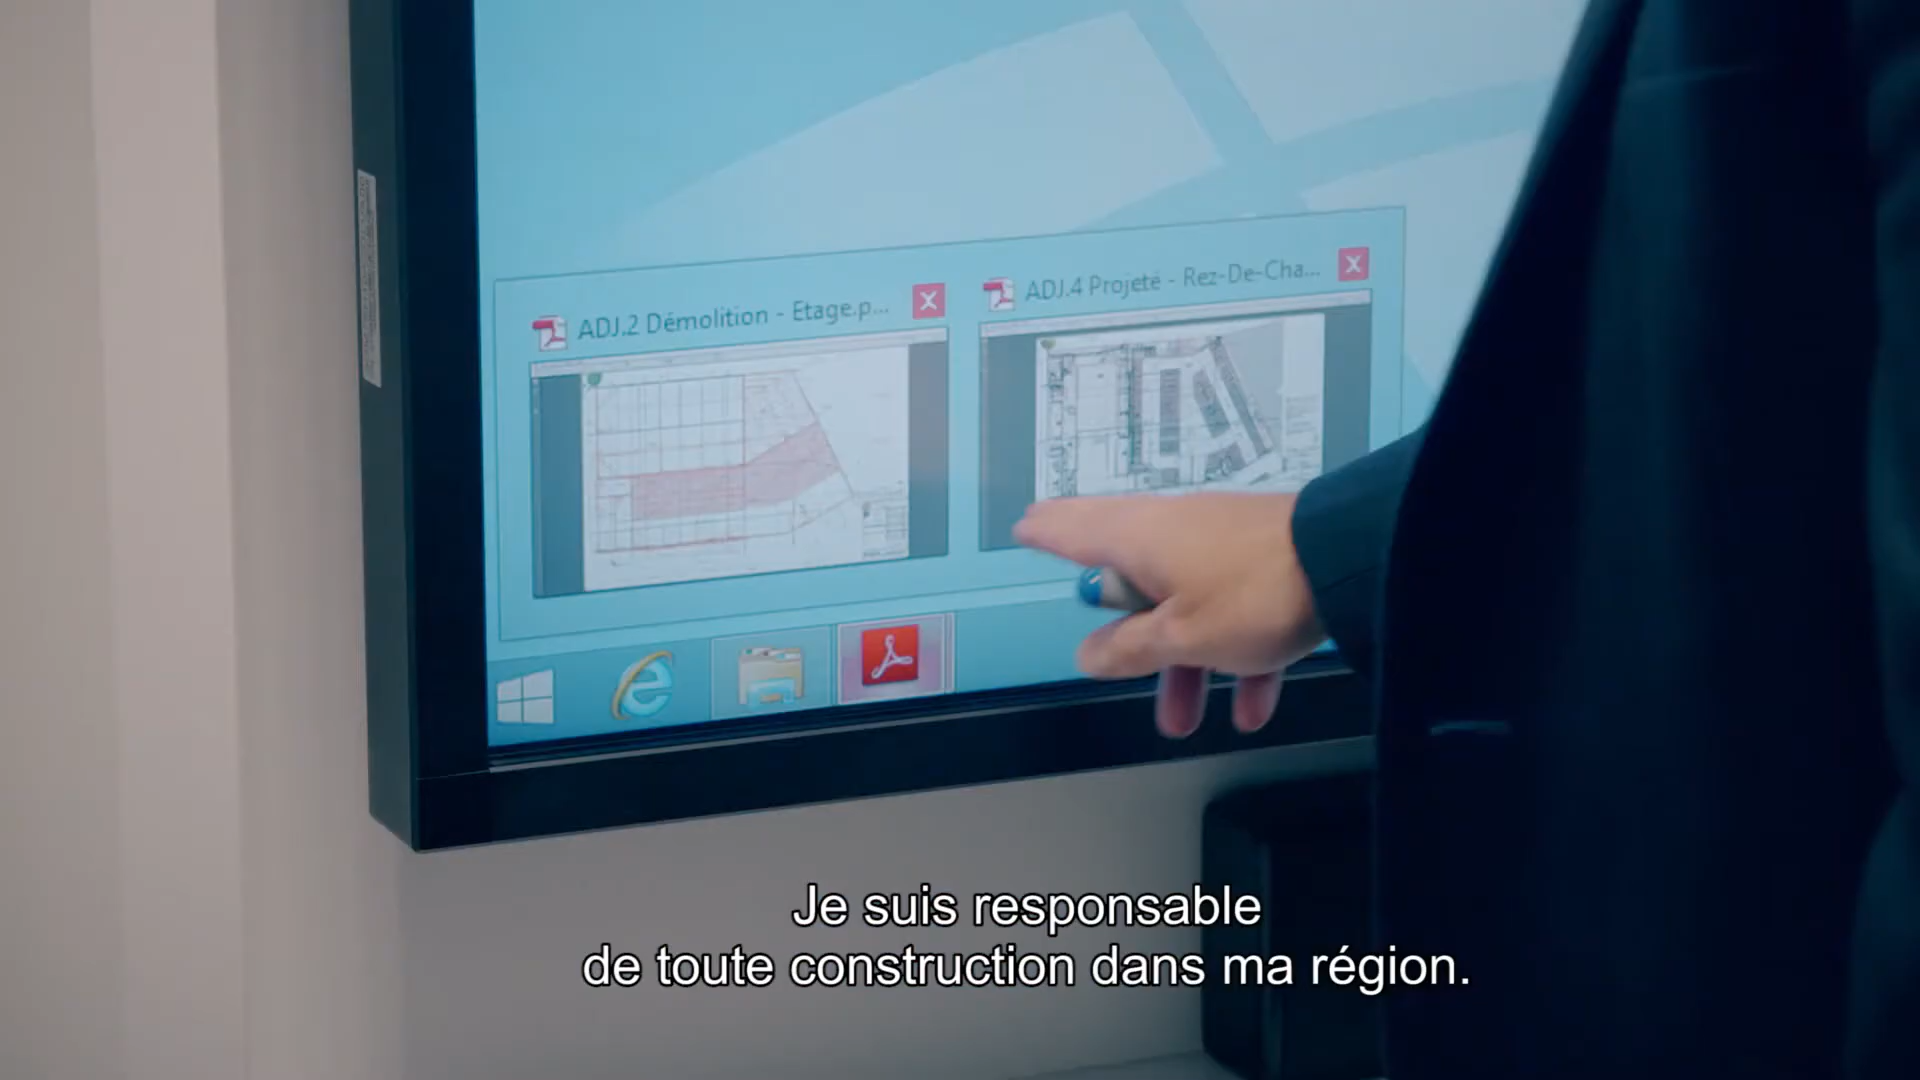 ADJ.2 Démolition - Etage.p...
ADJ.4 Projeté - Rez-De-Cha...
Je suis responsable
de toute construction dans ma région.